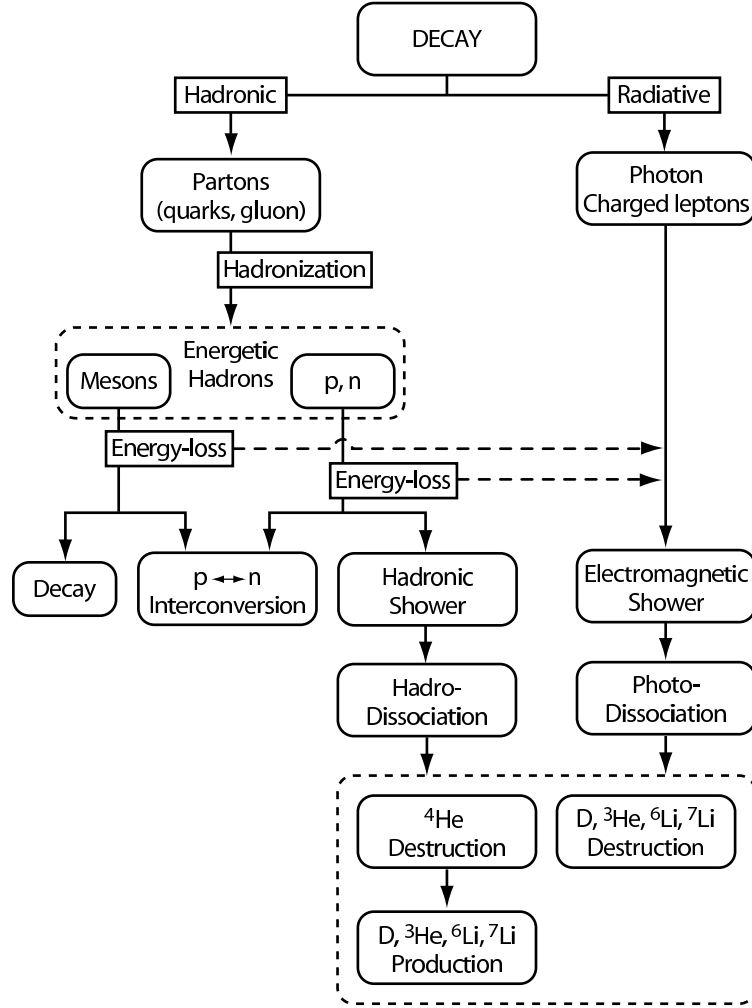 DECAY
Hadronic
Radiative
Partons
(quarks, gluon)
Photon
Charged leptons
Hadronization
Energetic
Hadrons
Mesons
p, n
Energy-loss
Energy-loss
Decay
p ↔ n
Interconversion
Hadronic
Shower
Electromagnetic
Shower
Hadro-
Dissociation
Photo-
Dissociation
⁴He
Destruction
D, ³He, ⁶Li, ⁷Li
Destruction
D, ³He, ⁶Li, ⁷Li
Production